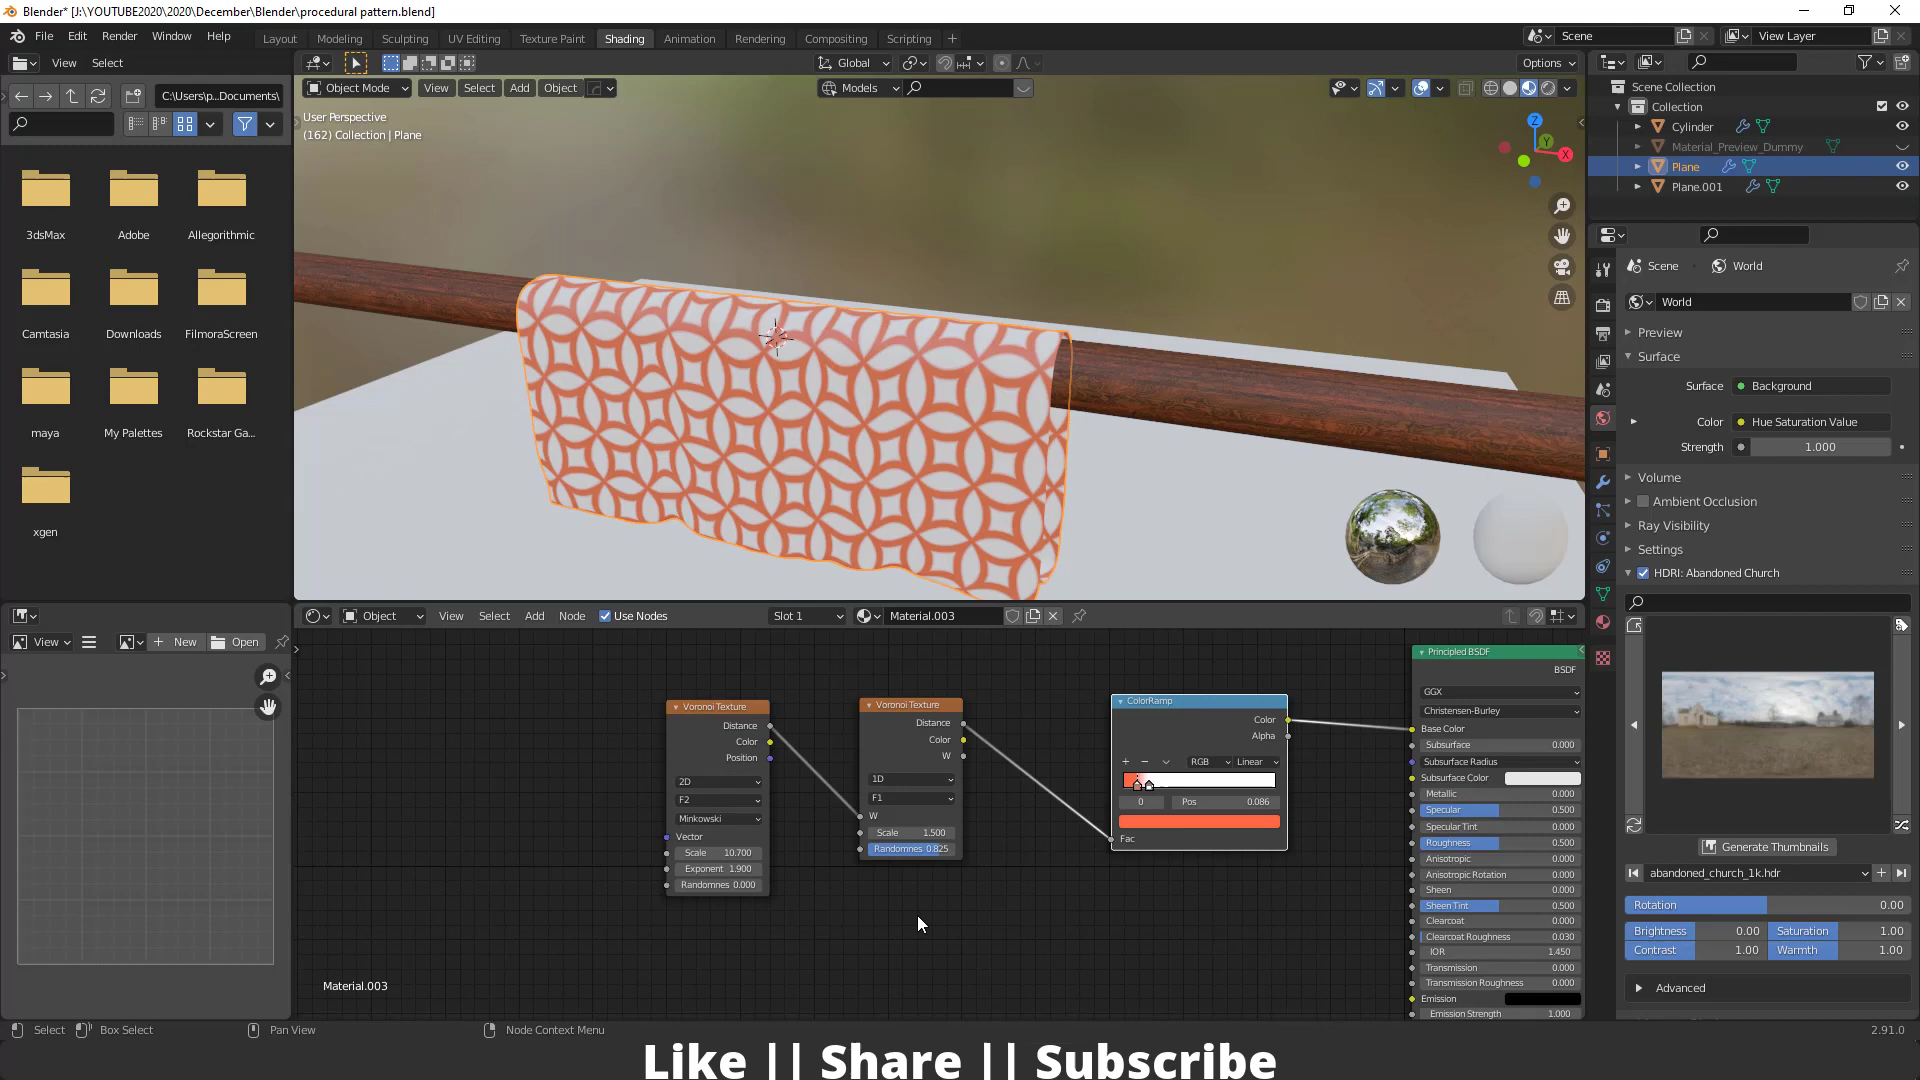 Blender* [J:\YOUTUBE2020\2020\December\Blender\procedural pattern.blend]
File Edit Render Window Help
Layout Modeling Sculpting UV Editing Texture Paint Shading Animation Rendering Compositing Scripting +
Scene
View Layer
View Select
Global
Options
C:\Users\p...Documents\
Object Mode View Select Add Object
Models
User Perspective
(162) Collection | Plane
Z
Y
X
Scene Collection
Collection
Cylinder
Material_Preview_Dummy
Plane
Plane.001
3dsMax
Adobe
Allegorithmic
Camtasia
Downloads
FilmoraScreen
maya
My Palettes
Rockstar Ga...
xgen
Scene
World
World
Preview
Surface
Surface Background
Color Hue Saturation Value
Strength 1.000
Volume
Ambient Occlusion
Ray Visibility
Settings
HDRI: Abandoned Church
Generate Thumbnails
abandoned_church_1k.hdr
Rotation 0.00
Brightness 0.00 Saturation 1.00
Contrast 1.00 Warmth 1.00
Advanced
View
New
Open
Object View Select Add Node Use Nodes
Slot 1
Material.003
Voronoi Texture
Distance
Color
Position
2D
F2
Minkowski
Vector
Scale 10.700
Exponent 1.900
Randomnes 0.000
Voronoi Texture
Distance
Color
W
1D
F1
W
Scale 1.500
Randomnes 0.825
ColorRamp
Color
Alpha
RGB Linear
0 Pos 0.086
Fac
Principled BSDF
BSDF
GGX
Christensen-Burley
Base Color
Subsurface 0.000
Subsurface Radius
Subsurface Color
Metallic 0.000
Specular 0.500
Specular Tint 0.000
Roughness 0.500
Anisotropic 0.000
Anisotropic Rotation 0.000
Sheen 0.000
Sheen Tint 0.500
Clearcoat 0.000
Clearcoat Roughness 0.030
IOR 1.450
Transmission 0.000
Transmission Roughness 0.000
Emission
Emission Strength 1.000
Material.003
Select Box Select Pan View Node Context Menu
2.91.0
Like || Share || Subscribe